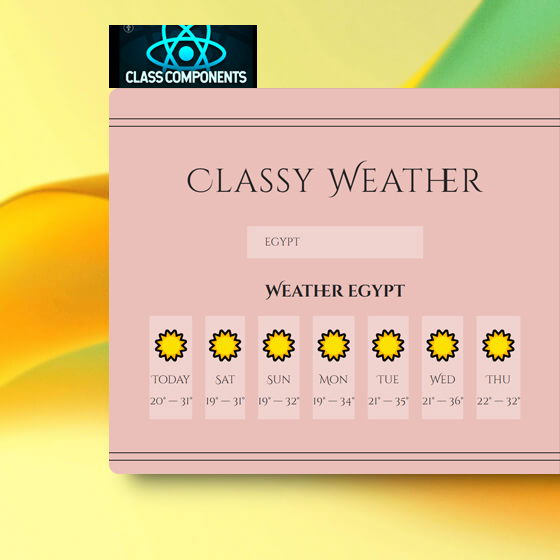 CLASS COMPONENTS
CLASSY WEATHER
EGYPT
WEATHER EGYPT
TODAY SAT SUN MON TUE WED THU
20° — 31° 19° — 31° 19° — 32° 19° — 34° 21° — 35° 21° — 36° 22° — 32°